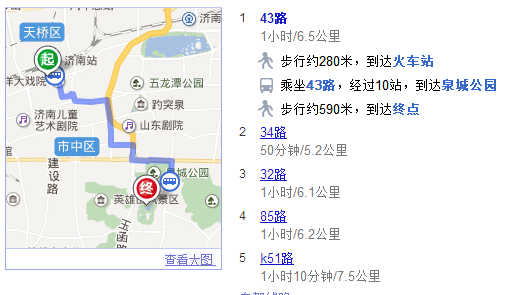 天桥区
济南
起
济南站
洋大戏院
五龙潭公园
济南儿童
艺术剧院
趵突泉
山东剧院
市中区
建设路
城公园
终
英雄山风景区
玉函路
查看大图
1 43路
1小时/6.5公里
步行约280米，到达火车站
乘坐43路，经过10站，到达泉城公园
步行约590米，到达终点
2 34路
50分钟/5.2公里
3 32路
1小时/6.1公里
4 85路
1小时/6.2公里
5 k51路
1小时10分钟/7.5公里